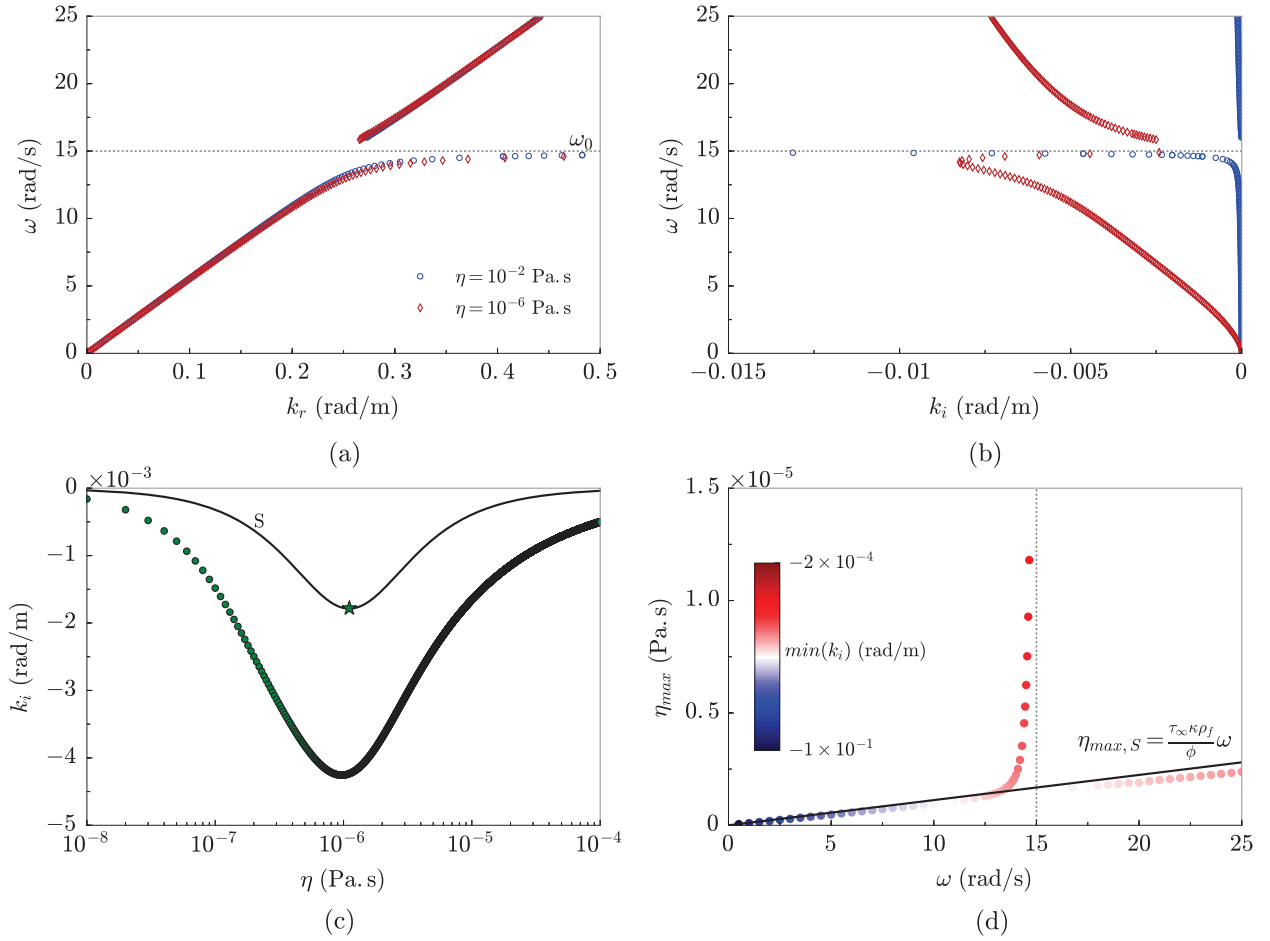 25
20
15
10
5
0
ω (rad/s)
ω₀
η = 10⁻² Pa.s
η = 10⁻⁶ Pa.s
0 0.1 0.2 0.3 0.4 0.5
k_r (rad/m)
(a)
25
20
15
10
5
0
ω (rad/s)
−0.015 −0.01 −0.005 0
k_i (rad/m)
(b)
×10⁻³
0
−1
−2
−3
−4
−5
k_i (rad/m)
S
10⁻⁸ 10⁻⁷ 10⁻⁶ 10⁻⁵ 10⁻⁴
η (Pa.s)
(c)
×10⁻⁵
1.5
1.0
0.5
0
η_max (Pa.s)
−2 × 10⁻⁴
min(k_i) (rad/m)
−1 × 10⁻¹
η_max,S = τ_∞κρ_f/ϕ ω
0 5 10 15 20 25
ω (rad/s)
(d)